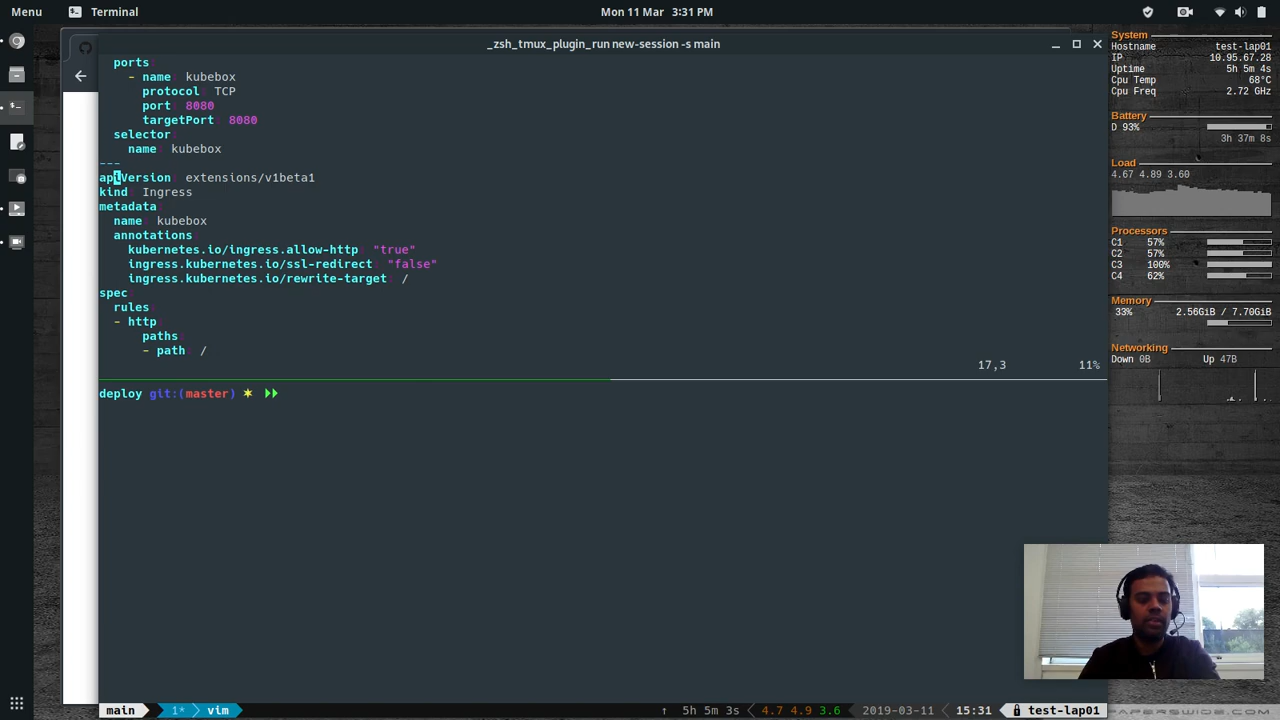 Menu Terminal Mon 11 Mar 3:31 PM
_zsh_tmux_plugin_run new-session -s main
ports:
- name: kubebox
protocol: TCP
port: 8080
targetPort: 8080
selector:
name: kubebox
---
apiVersion: extensions/v1beta1
kind: Ingress
metadata:
name: kubebox
annotations:
kubernetes.io/ingress.allow-http: "true"
ingress.kubernetes.io/ssl-redirect: "false"
ingress.kubernetes.io/rewrite-target: /
spec:
rules:
- http:
paths:
- path: /
17,3 11%
deploy git:(master)
main 1* vim ↑ 5h 5m 3s < 4.7 4.9 3.6 < 2019-03-11 < 15:31 test-lap01
System
Hostname test-lap01
IP 10.95.67.28
Uptime 5h 5m 4s
Cpu Temp 68°C
Cpu Freq 2.72 GHz
Battery
D 93%
3h 37m 8s
Load
4.67 4.89 3.60
Processors
C1 57%
C2 57%
C3 100%
C4 62%
Memory
33% 2.56GiB / 7.70GiB
Networking
Down 0B Up 47B
PAPERSWIDE.COM